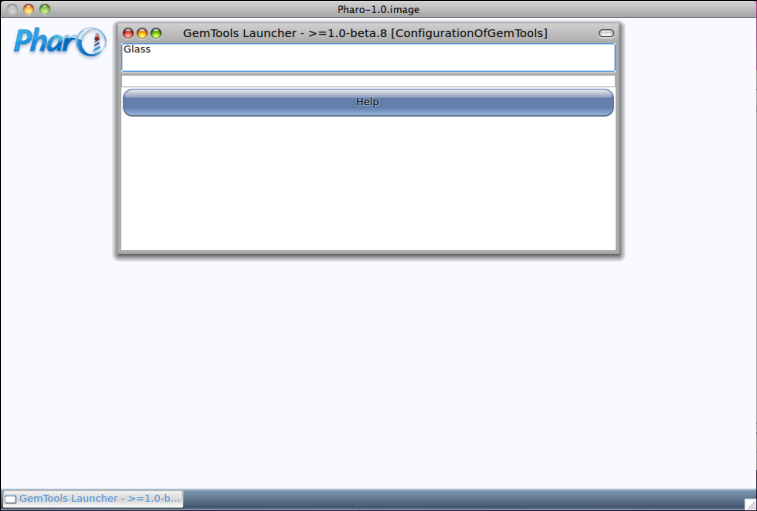 Pharo-1.0.image
Pharo
GemTools Launcher - >=1.0-beta.8 [ConfigurationOfGemTools]
Glass
Help
GemTools Launcher - >=1.0-b...